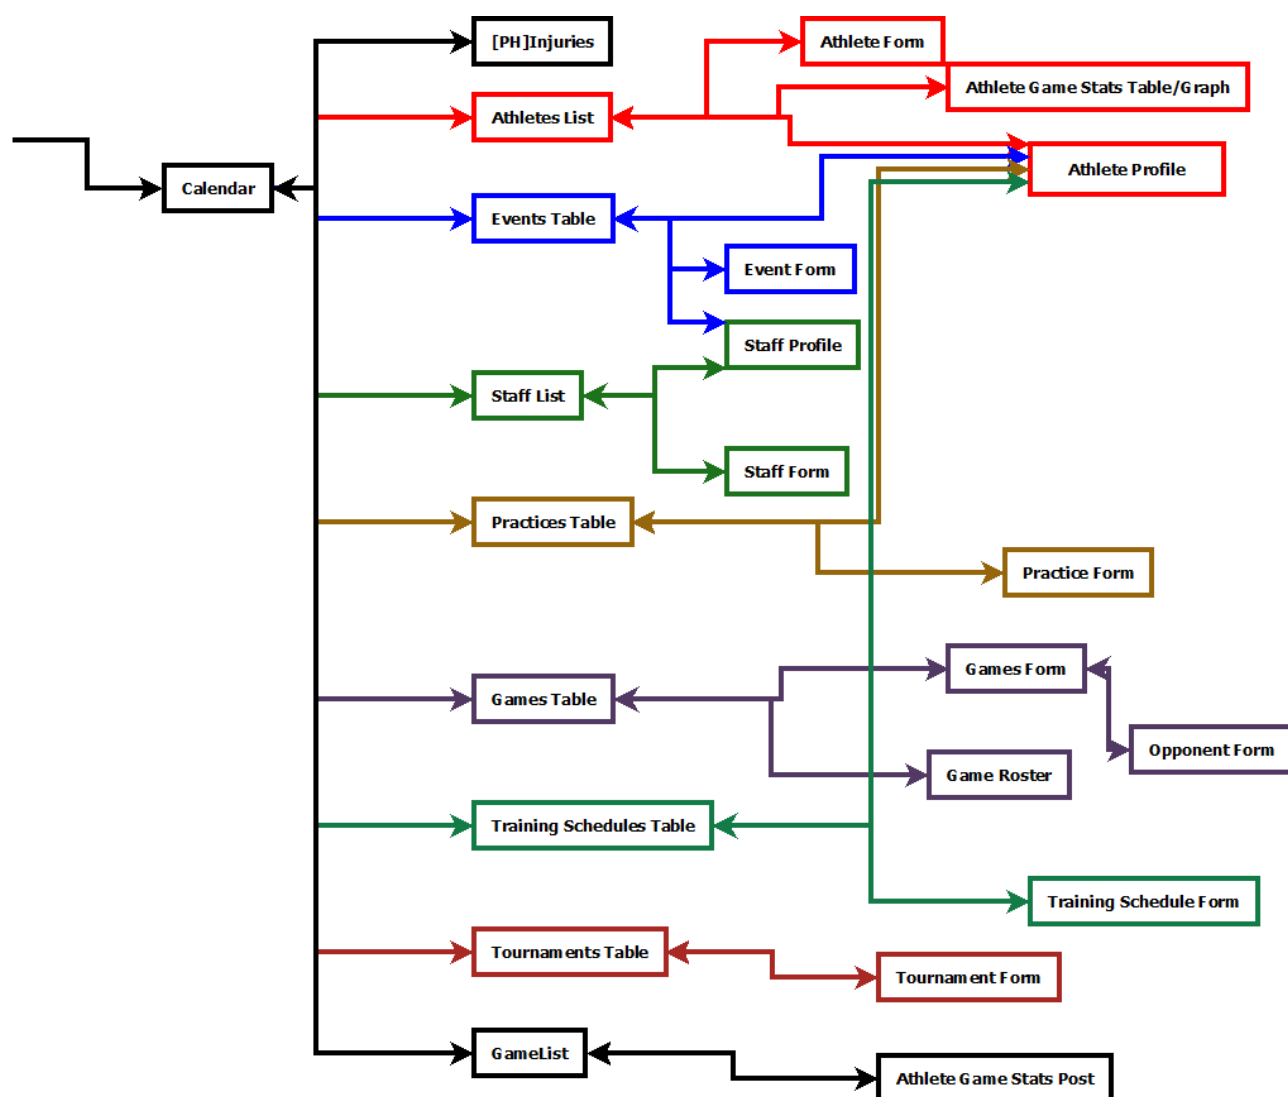 [PH]Injuries
Athlete Form
Athlete Game Stats Table/Graph
Athletes List
Athlete Profile
Calendar
Events Table
Event Form
Staff Profile
Staff List
Staff Form
Practices Table
Practice Form
Games Form
Games Table
Opponent Form
Game Roster
Training Schedules Table
Training Schedule Form
Tournaments Table
Tournament Form
GameList
Athlete Game Stats Post